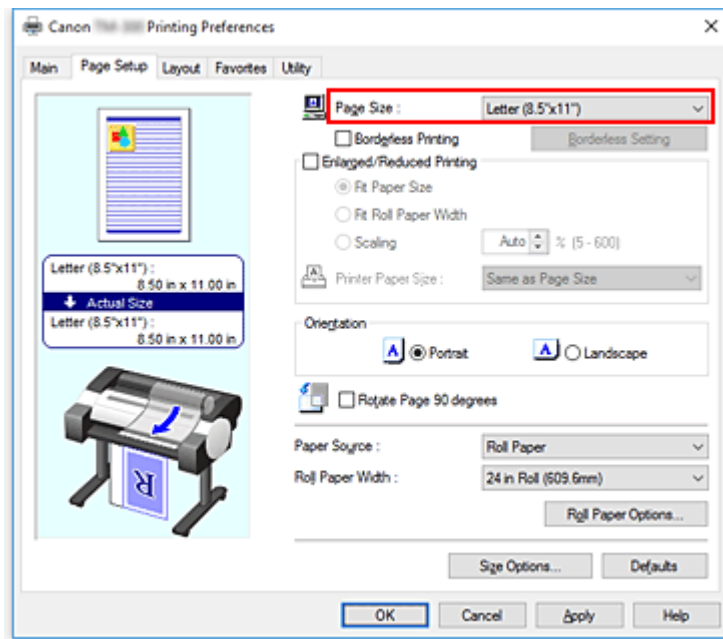 Canon Printing Preferences
Main Page Setup Layout Favorites Utility
Page Size : Letter (8.5"x11")
Borderless Printing Borderless Setting
Enlarged/Reduced Printing
Fit Paper Size
Fit Roll Paper Width
Scaling Auto % (5 - 600)
Printer Paper Size : Same as Page Size
Letter (8.5"x11") :
8.50 in x 11.00 in
Actual Size
Letter (8.5"x11") :
8.50 in x 11.00 in
Orientation
A Portrait A Landscape
Rotate Page 90 degrees
Paper Source : Roll Paper
Roll Paper Width : 24 in Roll (609.6mm)
Roll Paper Options...
R
Size Options... Defaults
OK Cancel Apply Help